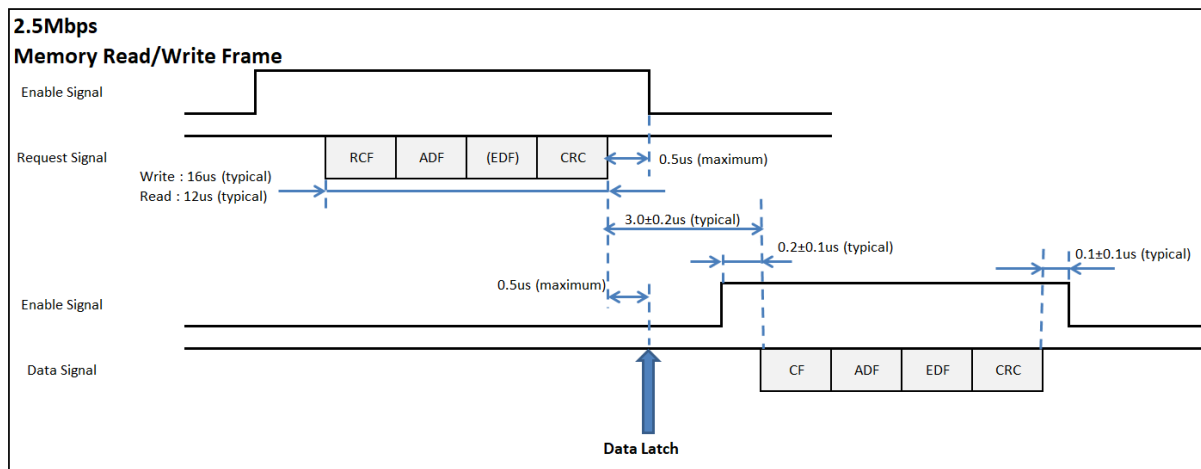 2.5Mbps
Memory Read/Write Frame
Enable Signal
Request Signal
RCF
ADF
(EDF)
CRC
0.5us (maximum)
Write : 16us (typical)
Read : 12us (typical)
3.0±0.2us (typical)
0.2±0.1us (typical)
0.1±0.1us (typical)
0.5us (maximum)
Enable Signal
Data Signal
CF
ADF
EDF
CRC
Data Latch